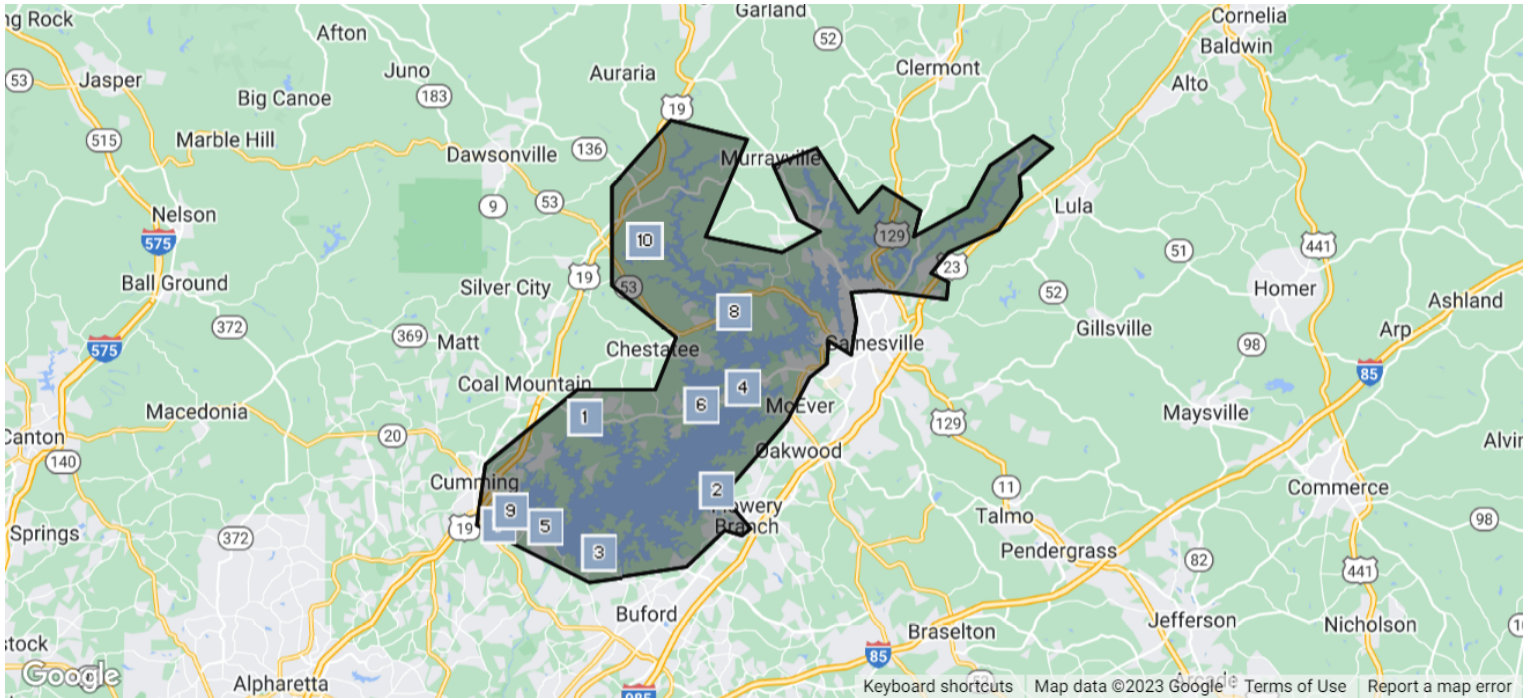 ng Rock
Afton
Garland
52
Cornelia
Baldwin
53
Jasper
Juno
183
Auraria
Clermont
Alto
Big Canoe
19
515
Marble Hill
Dawsonville
136
Murrayville
Nelson
9
53
Lula
575
10
129
51
441
Ball Ground
19
53
23
52
Homer
Silver City
Ashland
372
8
Gillsville
Arp
369
Matt
Chestatee
Gainesville
98
575
85
Coal Mountain
4
Macedonia
1
6
McEver
Maysville
Canton
20
129
Alvin
140
Oakwood
Cumming
2
11
Commerce
Springs
372
19
9
5
Flowery
Branch
Talmo
98
3
Pendergrass
82
441
Buford
Jefferson
Nicholson
stock
Braselton
85
Google
Alpharetta
985
53
Arcade
Keyboard shortcuts
Map data ©2023 Google
Terms of Use
Report a map error